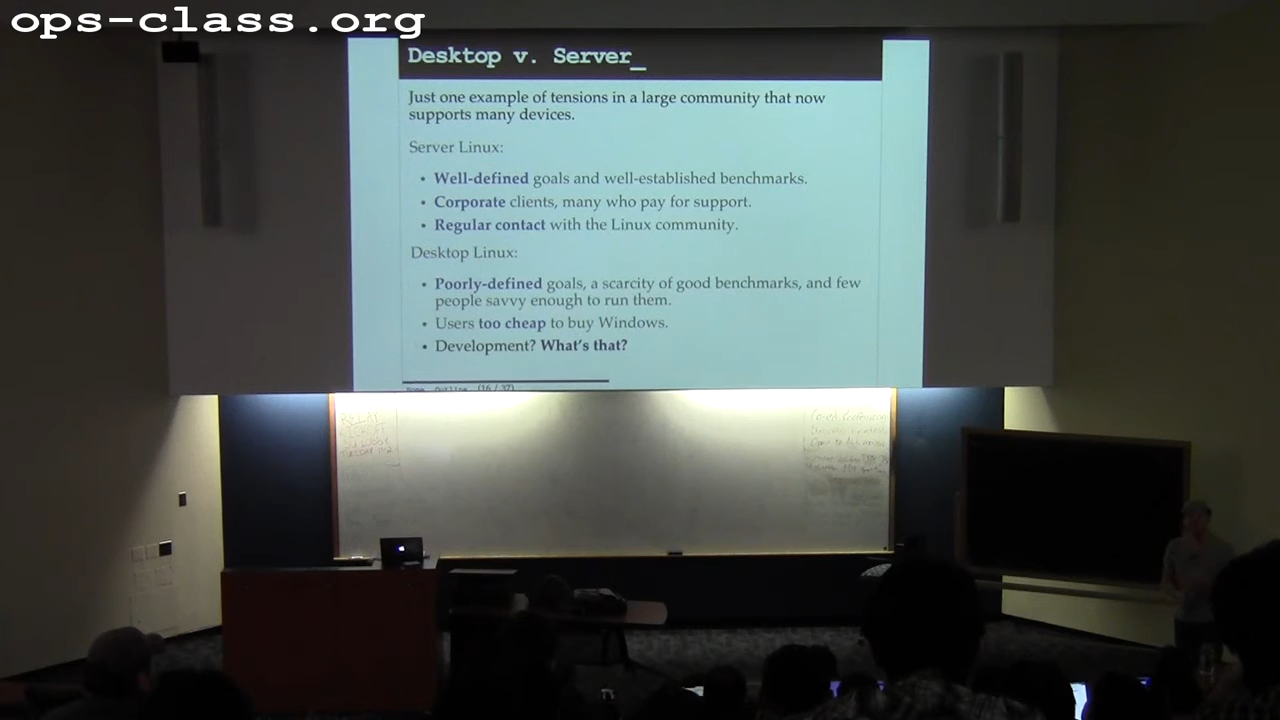 ops-class.org
Desktop v. Server_
Just one example of tensions in a large community that now
supports many devices.
Server Linux:
• Well-defined goals and well-established benchmarks.
• Corporate clients, many who pay for support.
• Regular contact with the Linux community.
Desktop Linux:
• Poorly-defined goals, a scarcity of good benchmarks, and few
people savvy enough to run them.
• Users too cheap to buy Windows.
• Development? What's that?
(16 / 37)
RELAY